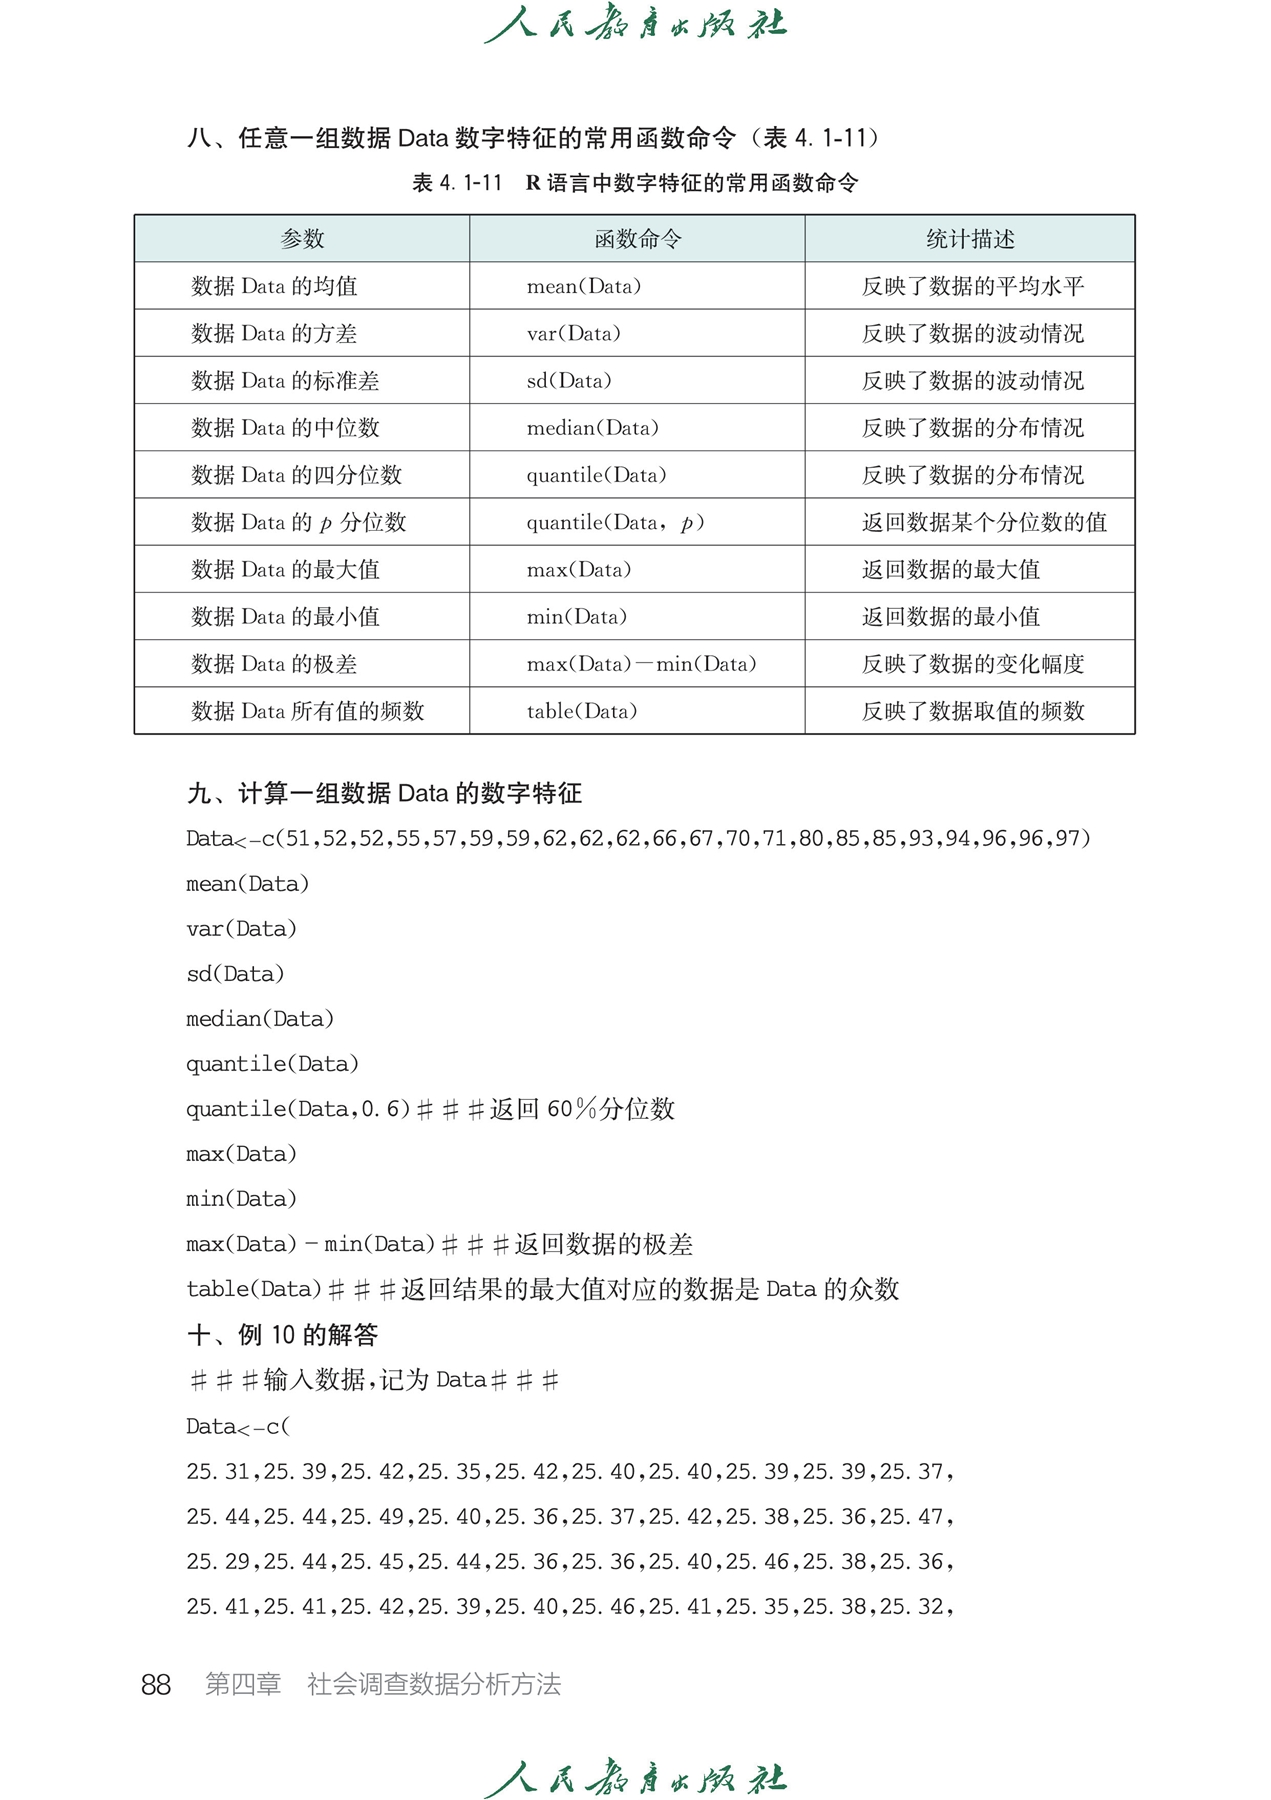 人民教育出版社
八、任意一组数据 Data 数字特征的常用函数命令（表 4.1-11）
表 4.1-11 R 语言中数字特征的常用函数命令
参数 函数命令 统计描述
数据 Data 的均值 mean(Data) 反映了数据的平均水平
数据 Data 的方差 var(Data) 反映了数据的波动情况
数据 Data 的标准差 sd(Data) 反映了数据的波动情况
数据 Data 的中位数 median(Data) 反映了数据的分布情况
数据 Data 的四分位数 quantile(Data) 反映了数据的分布情况
数据 Data 的 p 分位数 quantile(Data，p) 返回数据某个分位数的值
数据 Data 的最大值 max(Data) 返回数据的最大值
数据 Data 的最小值 min(Data) 返回数据的最小值
数据 Data 的极差 max(Data)－min(Data) 反映了数据的变化幅度
数据 Data 所有值的频数 table(Data) 反映了数据取值的频数
九、计算一组数据 Data 的数字特征
Data<-c(51,52,52,55,57,59,59,62,62,62,66,67,70,71,80,85,85,93,94,96,96,97)
mean(Data)
var(Data)
sd(Data)
median(Data)
quantile(Data)
quantile(Data,0.6)###返回 60%分位数
max(Data)
min(Data)
max(Data)-min(Data)###返回数据的极差
table(Data)###返回结果的最大值对应的数据是 Data 的众数
十、例 10 的解答
###输入数据,记为 Data###
Data<-c(
25.31,25.39,25.42,25.35,25.42,25.40,25.40,25.39,25.39,25.37,
25.44,25.44,25.49,25.40,25.36,25.37,25.42,25.38,25.36,25.47,
25.29,25.44,25.45,25.44,25.36,25.36,25.40,25.46,25.38,25.36,
25.41,25.41,25.42,25.39,25.40,25.46,25.41,25.35,25.38,25.32,
88 第四章 社会调查数据分析方法
人民教育出版社